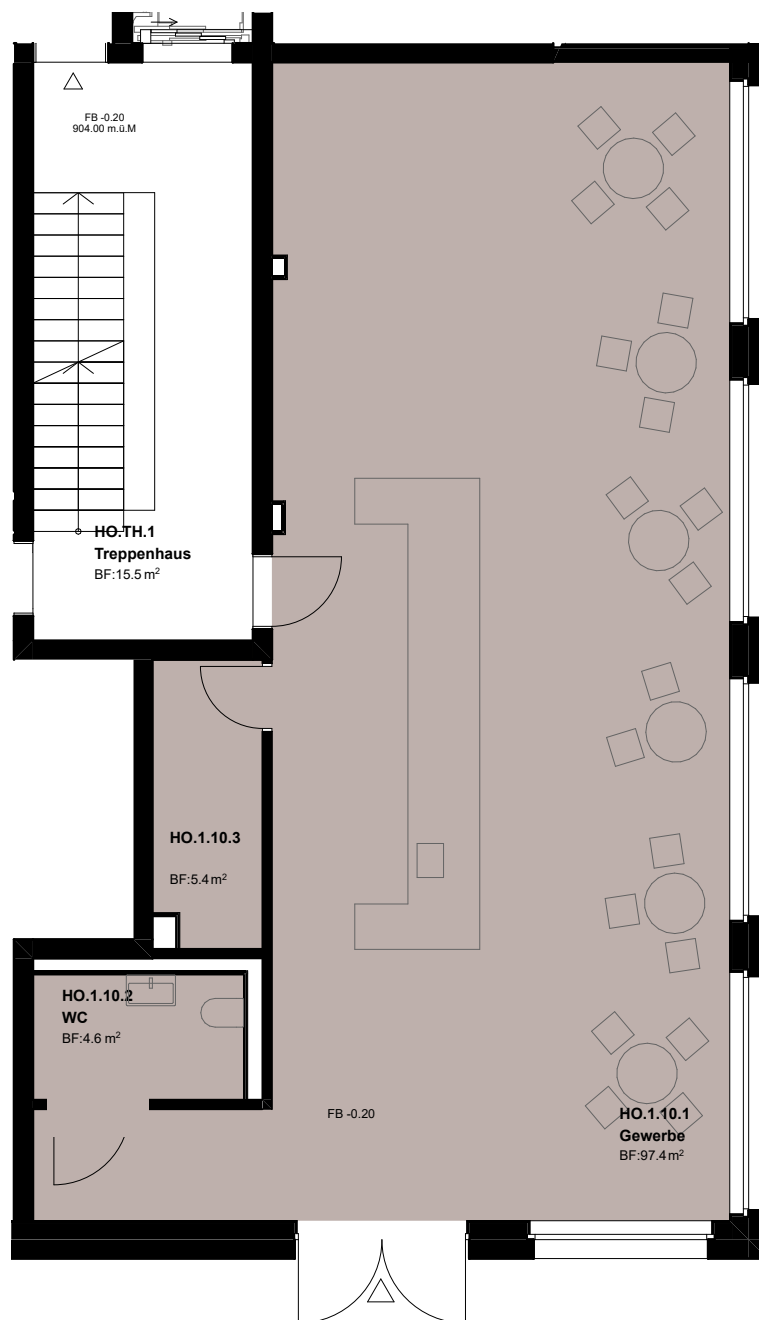 FB -0.20
904.00 m.ü.M
HO.TH.1
Treppenhaus
BF:15.5 m²
HO.1.10.3
BF:5.4 m²
HO.1.10.2
WC
BF:4.6 m²
FB -0.20
HO.1.10.1
Gewerbe
BF:97.4 m²